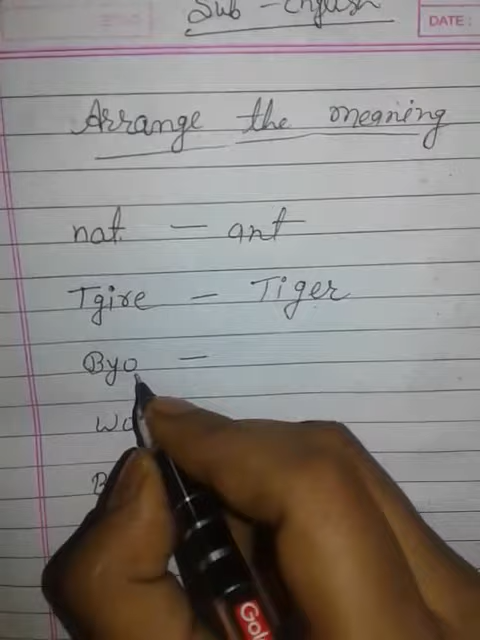 Sub - English
DATE:
Arrange the meaning
nat - ant
Tgire - Tiger
Byo -